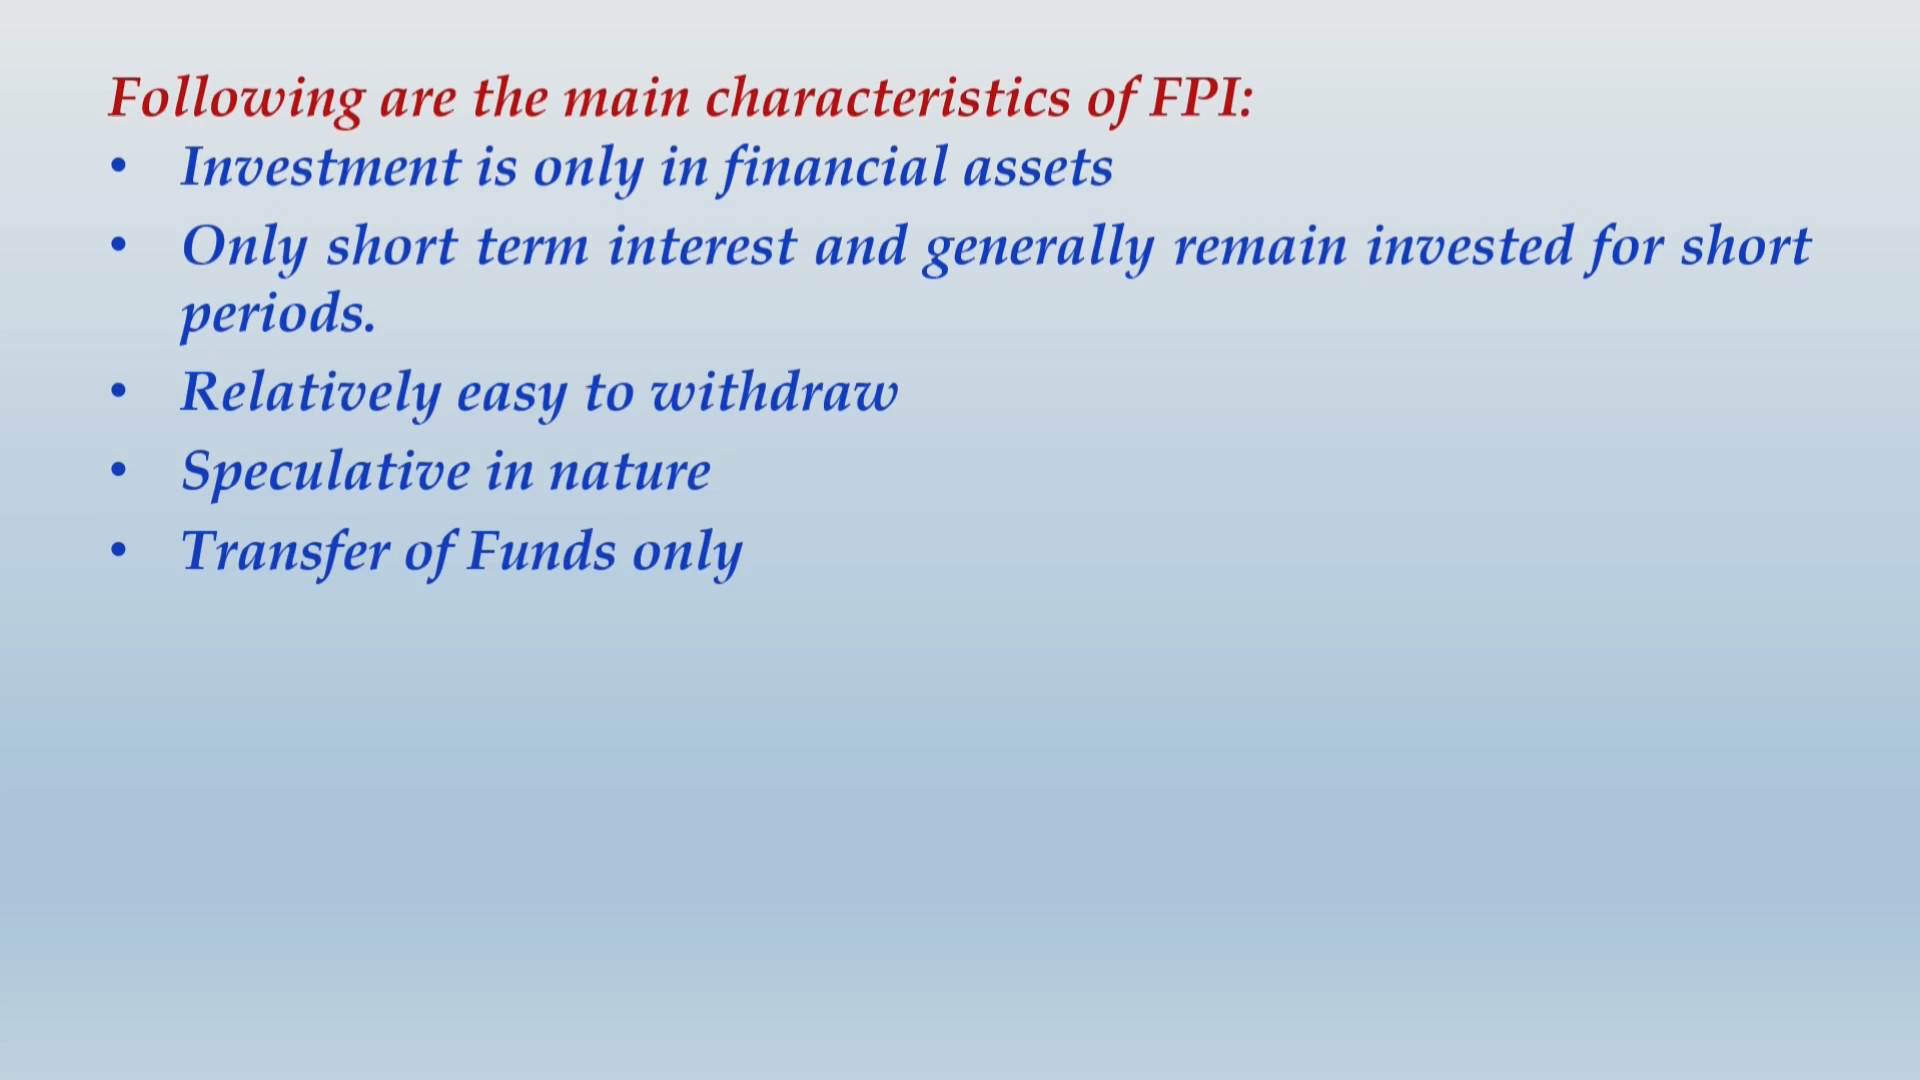 Following are the main characteristics of FPI:
• Investment is only in financial assets
• Only short term interest and generally remain invested for short
periods.
• Relatively easy to withdraw
• Speculative in nature
• Transfer of Funds only